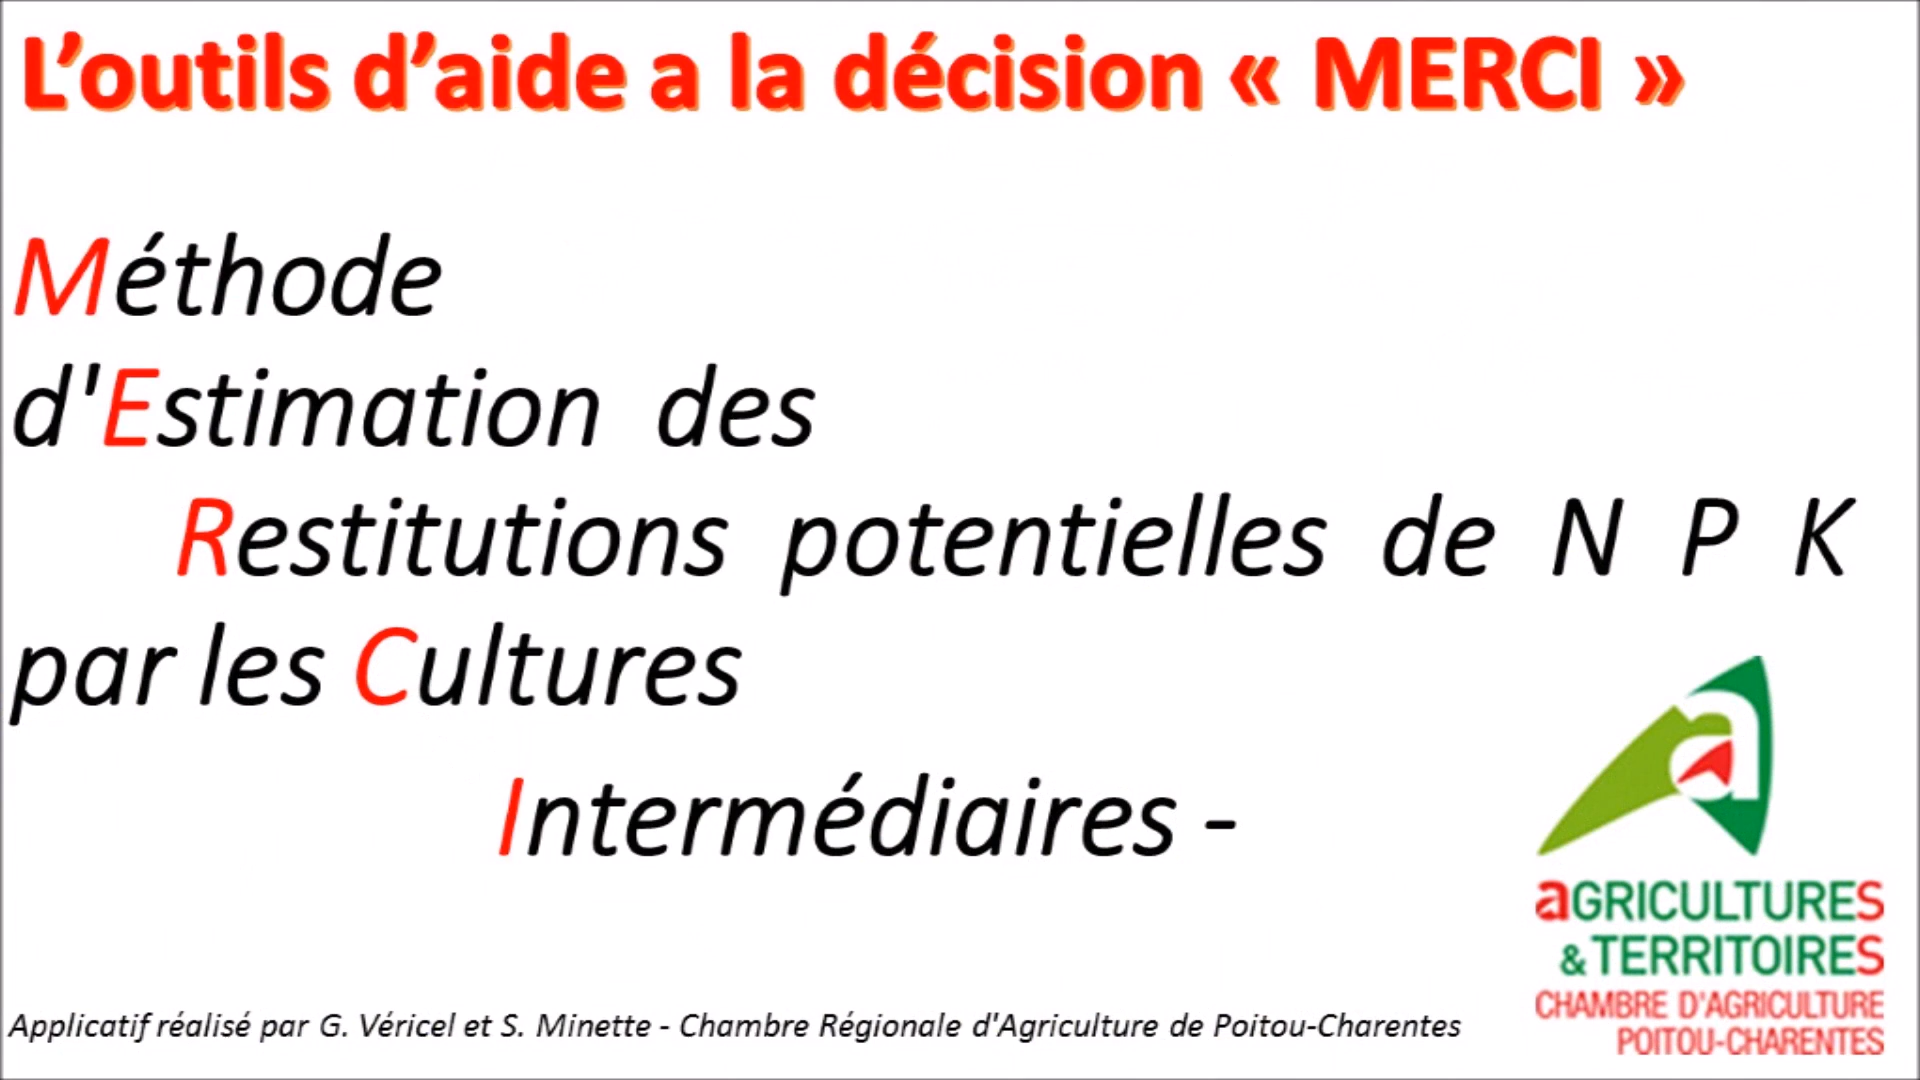 L’outils d’aide a la décision « MERCI »
Méthode
d'Estimation des
Restitutions potentielles de N P K
par les Cultures
Intermédiaires -
aGRICULTURES
& TERRITOIRES
CHAMBRE D'AGRICULTURE
POITOU-CHARENTES
Applicatif réalisé par G. Véricel et S. Minette - Chambre Régionale d'Agriculture de Poitou-Charentes